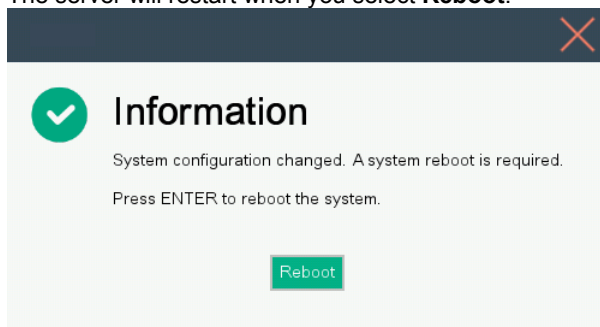 The server will restart when you select Reboot.
Information
System configuration changed. A system reboot is required.
Press ENTER to reboot the system.
Reboot